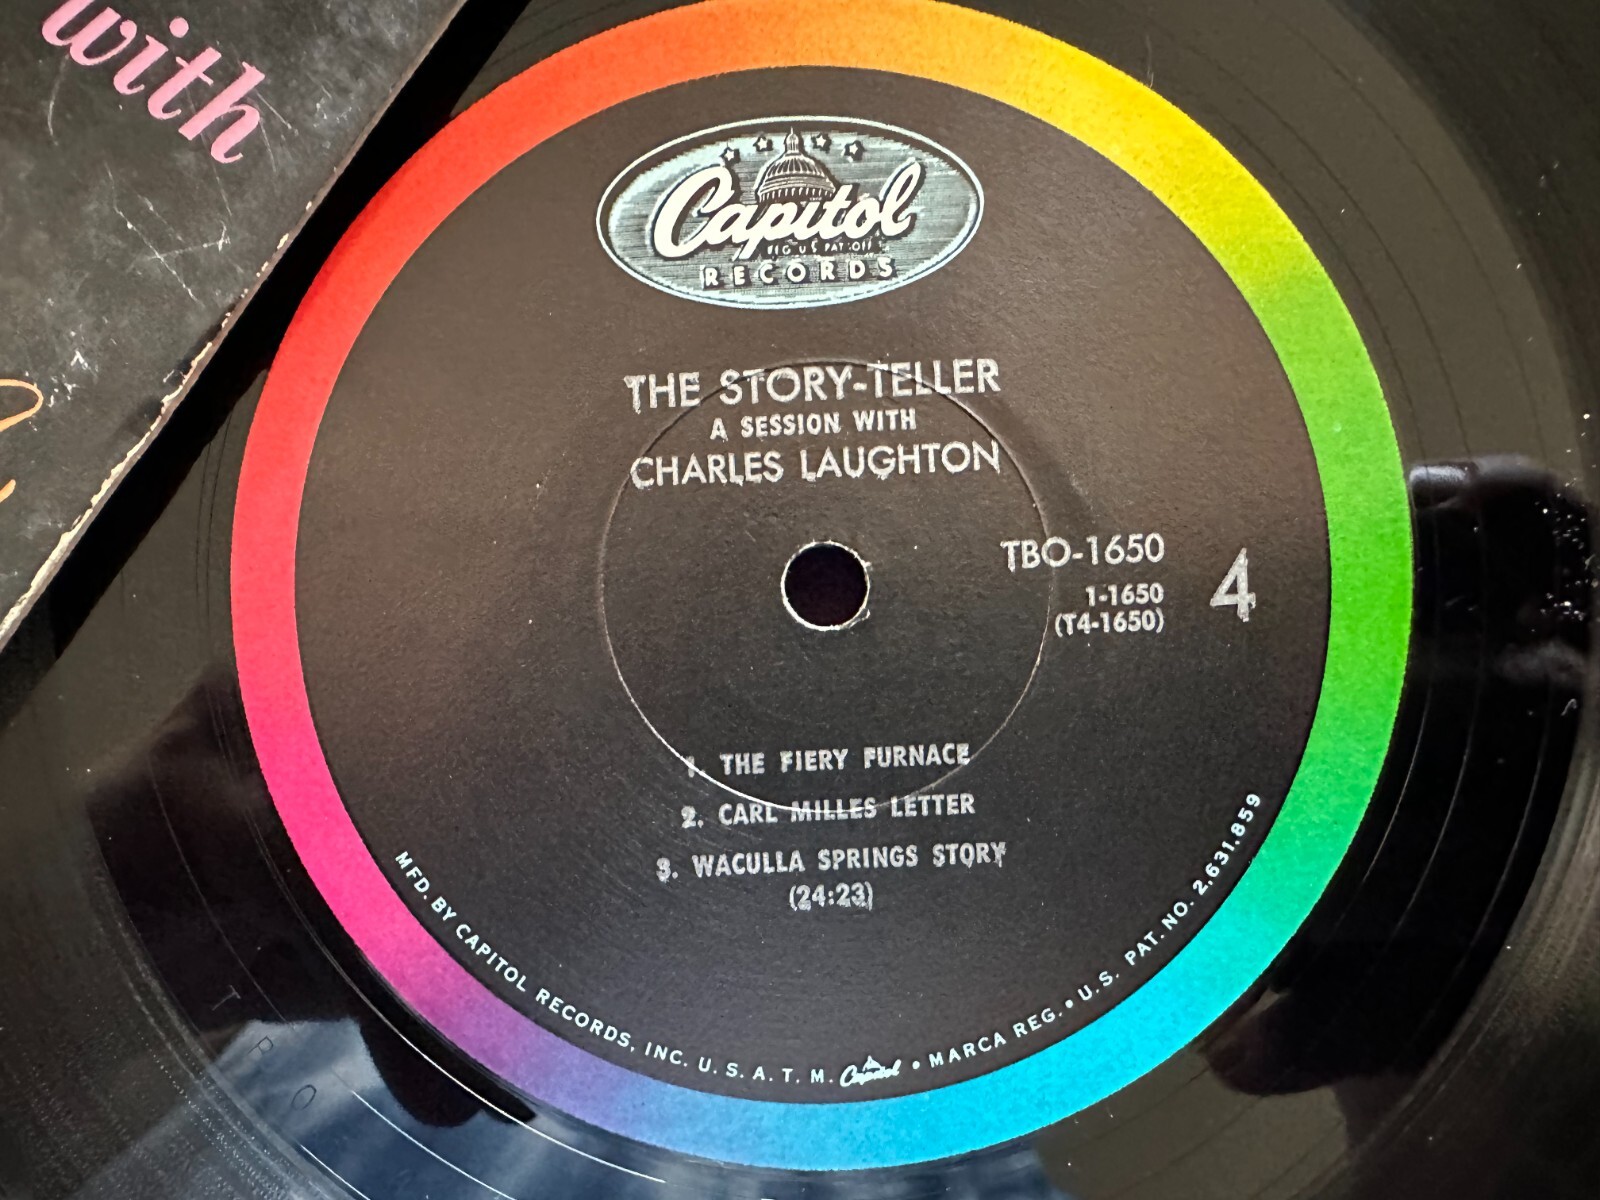 with
Capitol
REG. U.S. PAT. OFF.
RECORDS
THE STORY-TELLER
A SESSION WITH
CHARLES LAUGHTON
TBO-1650
1-1650
(T4-1650)
4
1. THE FIERY FURNACE
2. CARL MILLES LETTER
3. WACULLA SPRINGS STORY
(24:23)
MFD. BY CAPITOL RECORDS, INC. U.S.A. T.M. Capitol • MARCA REG. • U.S. PAT. NO. 2,631,859
TBO